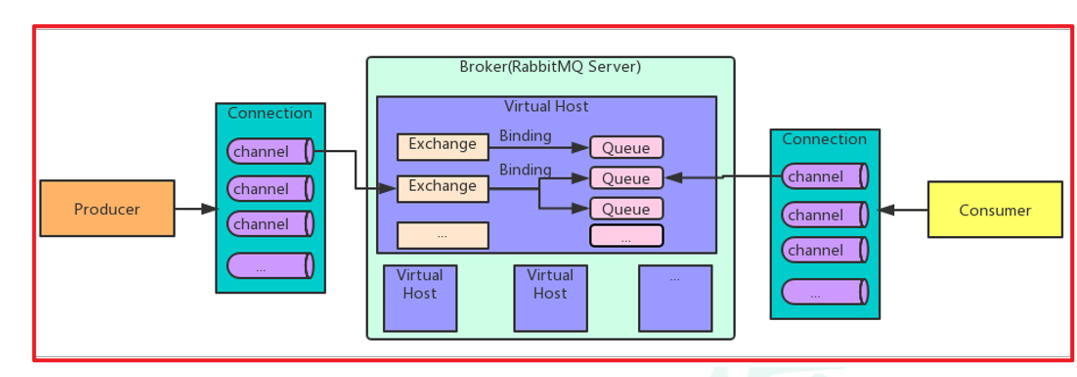 Broker(RabbitMQ Server)
Virtual Host
Connection
channel
channel
channel
...
Producer
Exchange
Binding
Queue
Exchange
Binding
Queue
Queue
...
...
Virtual
Host
Virtual
Host
...
Connection
channel
channel
channel
...
Consumer